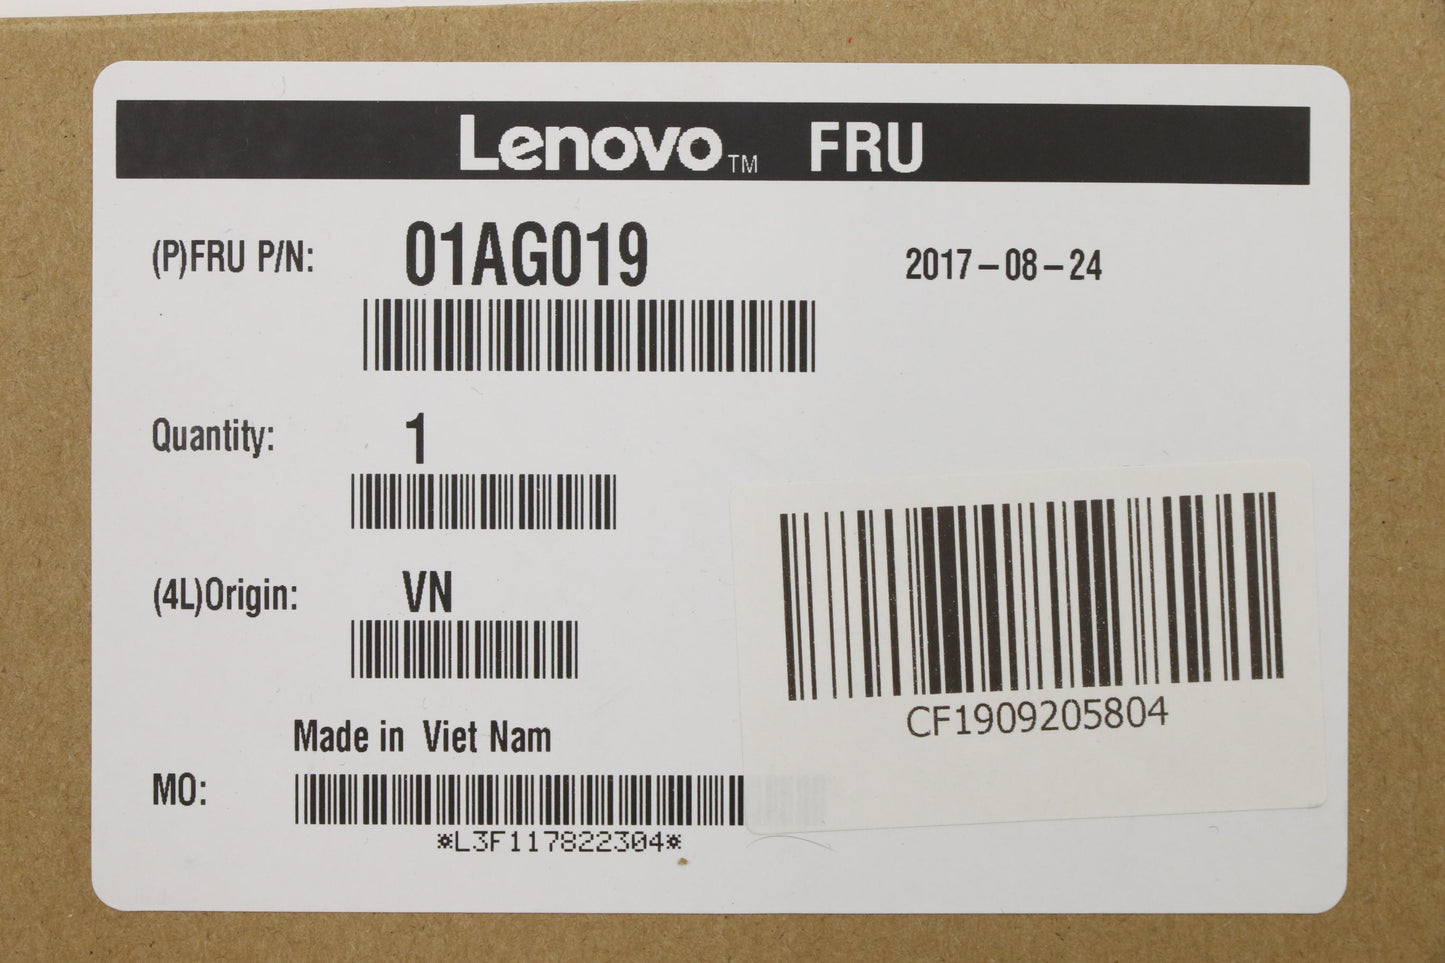 Lenovo™ FRU
(P)FRU P/N: 01AG019 2017-08-24
Quantity: 1
(4L)Origin: VN
CF1909205804
Made in Viet Nam
MO:
*L3F117822304*